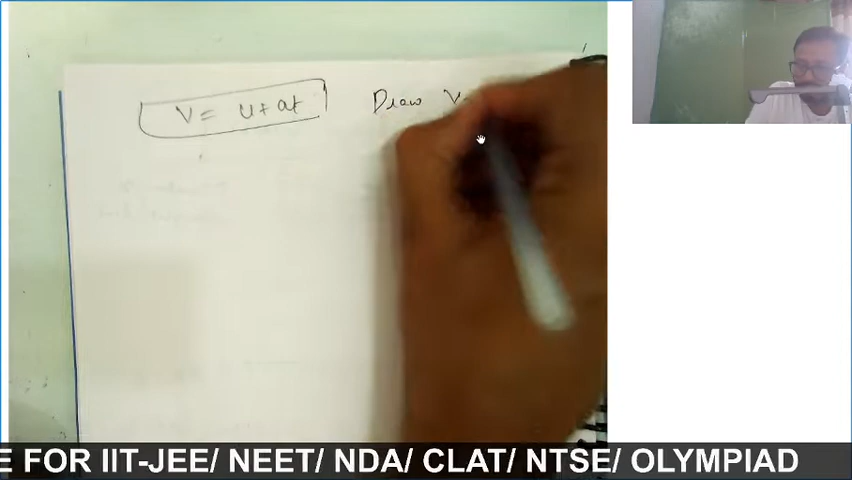 V = u + at Draw V-
E FOR IIT-JEE/ NEET/ NDA/ CLAT/ NTSE/ OLYMPIAD